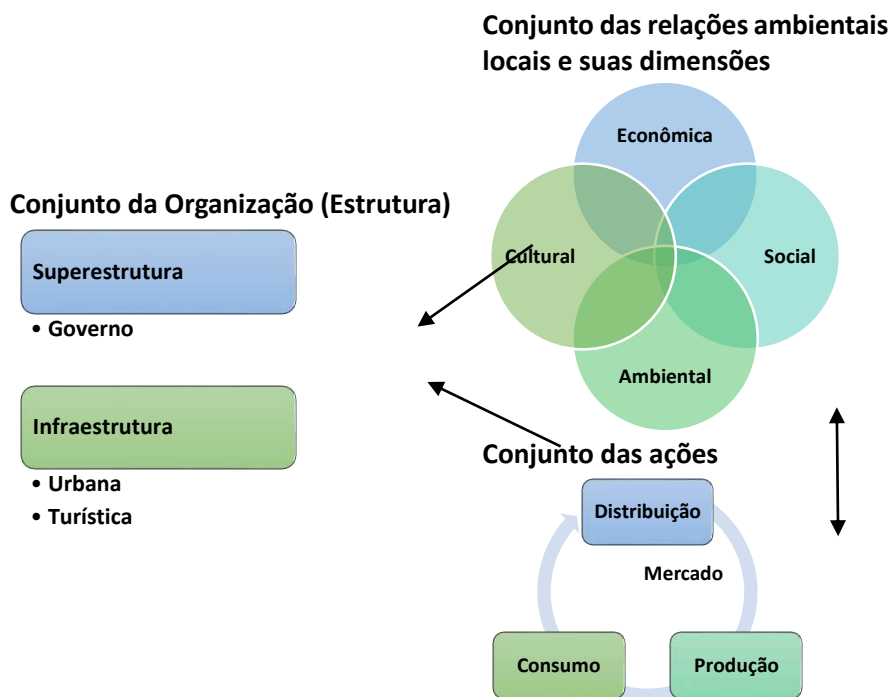 Conjunto das relações ambientais
locais e suas dimensões
Econômica
Cultural
Social
Ambiental
Conjunto da Organização (Estrutura)
Superestrutura
• Governo
Infraestrutura
• Urbana
• Turística
Conjunto das ações
Distribuição
Mercado
Consumo
Produção